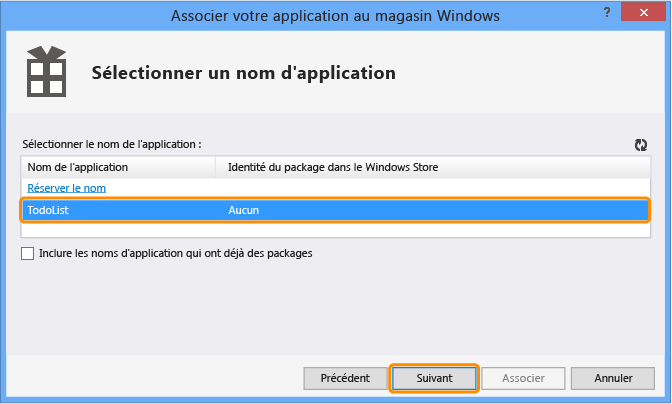 Associer votre application au magasin Windows
?
x
Sélectionner un nom d'application
Sélectionner le nom de l'application :
Nom de l'application Identité du package dans le Windows Store
Réserver le nom
TodoList Aucun
Inclure les noms d'application qui ont déjà des packages
Précédent Suivant Associer Annuler